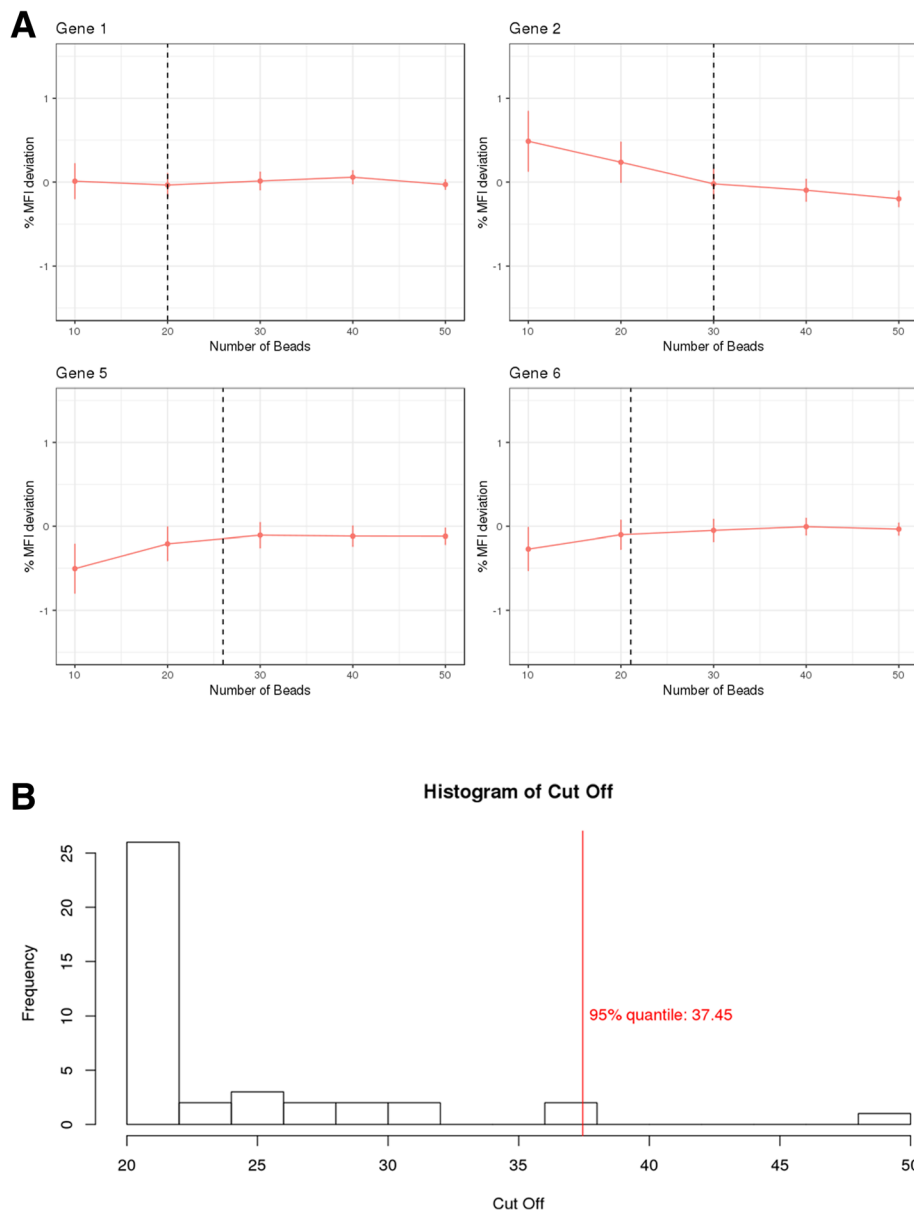 A
Gene 1
1
0
-1
% MFI deviation
10 20 30 40 50
Number of Beads
Gene 2
1
0
-1
% MFI deviation
10 20 30 40 50
Number of Beads
Gene 5
1
0
-1
% MFI deviation
10 20 30 40 50
Number of Beads
Gene 6
1
0
-1
% MFI deviation
10 20 30 40 50
Number of Beads
B
Histogram of Cut Off
25
20
15
10
5
0
Frequency
95% quantile: 37.45
20 25 30 35 40 45 50
Cut Off